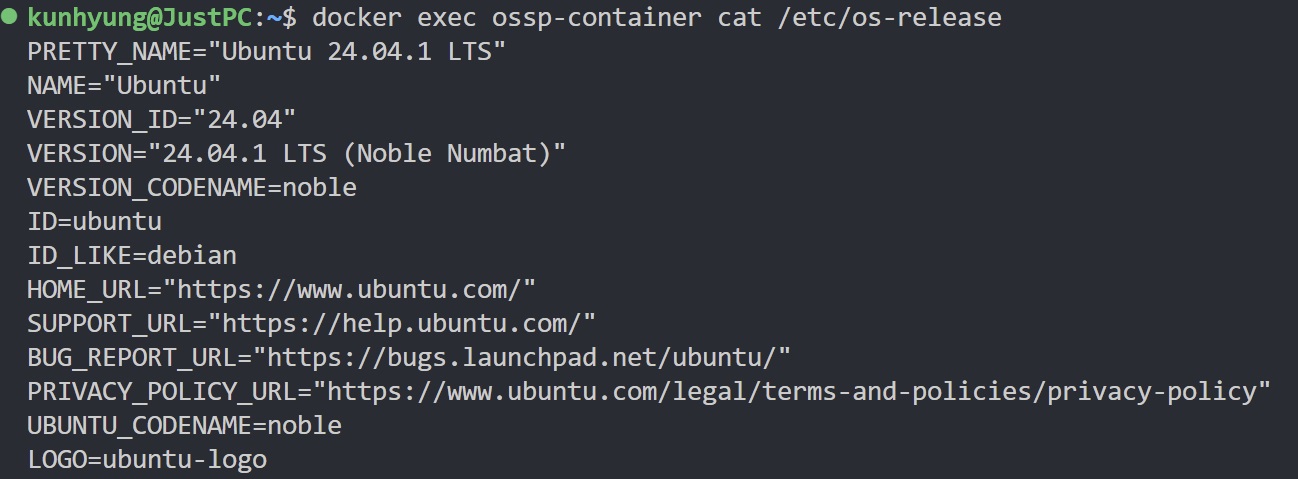 kunhyung@JustPC:~$ docker exec ossp-container cat /etc/os-release
PRETTY_NAME="Ubuntu 24.04.1 LTS"
NAME="Ubuntu"
VERSION_ID="24.04"
VERSION="24.04.1 LTS (Noble Numbat)"
VERSION_CODENAME=noble
ID=ubuntu
ID_LIKE=debian
HOME_URL="https://www.ubuntu.com/"
SUPPORT_URL="https://help.ubuntu.com/"
BUG_REPORT_URL="https://bugs.launchpad.net/ubuntu/"
PRIVACY_POLICY_URL="https://www.ubuntu.com/legal/terms-and-policies/privacy-policy"
UBUNTU_CODENAME=noble
LOGO=ubuntu-logo